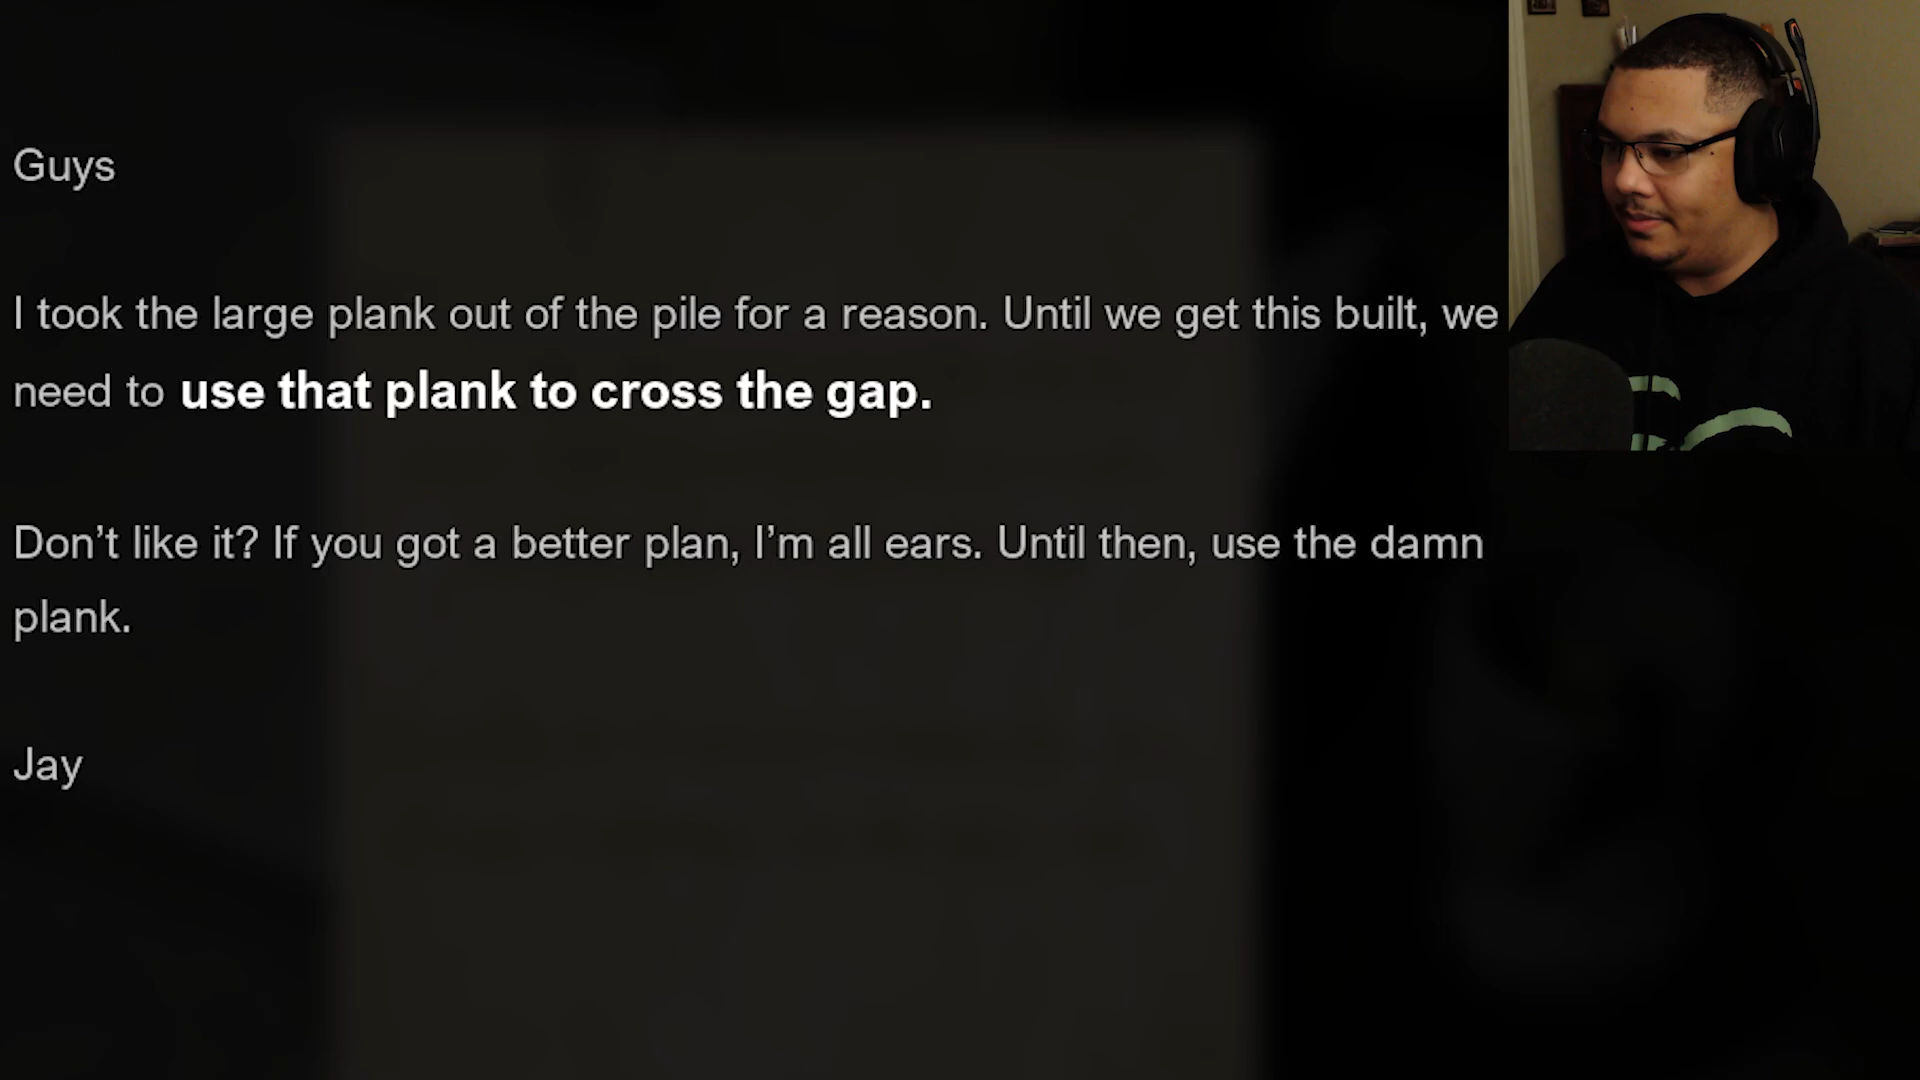 Guys
I took the large plank out of the pile for a reason. Until we get this built, we
need to use that plank to cross the gap.
Don’t like it? If you got a better plan, I’m all ears. Until then, use the damn
plank.
Jay